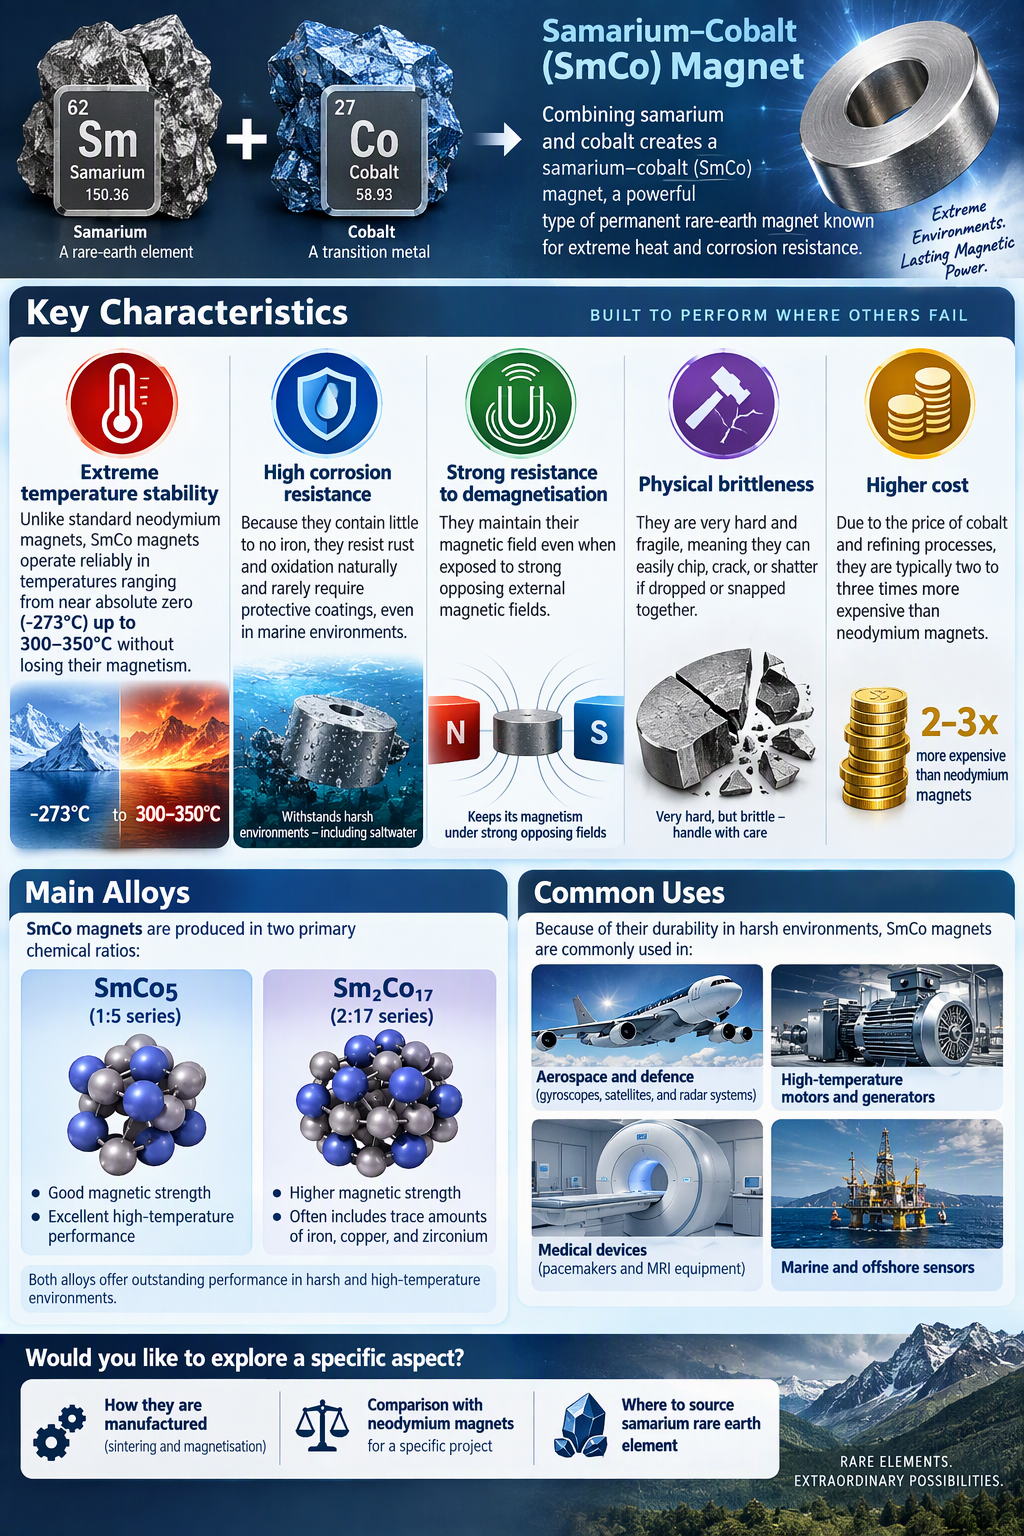 62
Sm
Samarium
150.36
Samarium
A rare-earth element
+
27
Co
Cobalt
58.93
Cobalt
A transition metal
Samarium–Cobalt
(SmCo) Magnet
Combining samarium
and cobalt creates a
samarium–cobalt (SmCo)
magnet, a powerful
type of permanent rare-earth magnet known
for extreme heat and corrosion resistance.
Extreme
Environments.
Lasting Magnetic
Power.
Key Characteristics
BUILT TO PERFORM WHERE OTHERS FAIL
Extreme
temperature stability
Unlike standard neodymium
magnets, SmCo magnets
operate reliably in
temperatures ranging
from near absolute zero
(-273°C) up to
300–350°C without
losing their magnetism.
-273°C to 300–350°C
High corrosion
resistance
Because they contain little
to no iron, they resist rust
and oxidation naturally
and rarely require
protective coatings, even
in marine environments.
Withstands harsh
environments – including saltwater
Strong resistance
to demagnetisation
They maintain their
magnetic field even when
exposed to strong
opposing external
magnetic fields.
N S
Keeps its magnetism
under strong opposing fields
Physical brittleness
They are very hard and
fragile, meaning they can
easily chip, crack, or shatter
if dropped or snapped
together.
Very hard, but brittle –
handle with care
Higher cost
Due to the price of cobalt
and refining processes,
they are typically two to
three times more
expensive than
neodymium magnets.
2–3x
more expensive
than neodymium
magnets
Main Alloys
SmCo magnets are produced in two primary
chemical ratios:
SmCo5
(1:5 series)
Good magnetic strength
Excellent high-temperature
performance
Sm₂Co₁₇
(2:17 series)
Higher magnetic strength
Often includes trace amounts
of iron, copper, and zirconium
Both alloys offer outstanding performance in harsh and high-temperature
environments.
Common Uses
Because of their durability in harsh environments, SmCo magnets
are commonly used in:
Aerospace and defence
(gyroscopes, satellites, and radar systems)
High-temperature
motors and generators
Medical devices
(pacemakers and MRI equipment)
Marine and offshore sensors
Would you like to explore a specific aspect?
How they are
manufactured
(sintering and magnetisation)
Comparison with
neodymium magnets
for a specific project
Where to source
samarium rare earth
element
RARE ELEMENTS.
EXTRAORDINARY POSSIBILITIES.